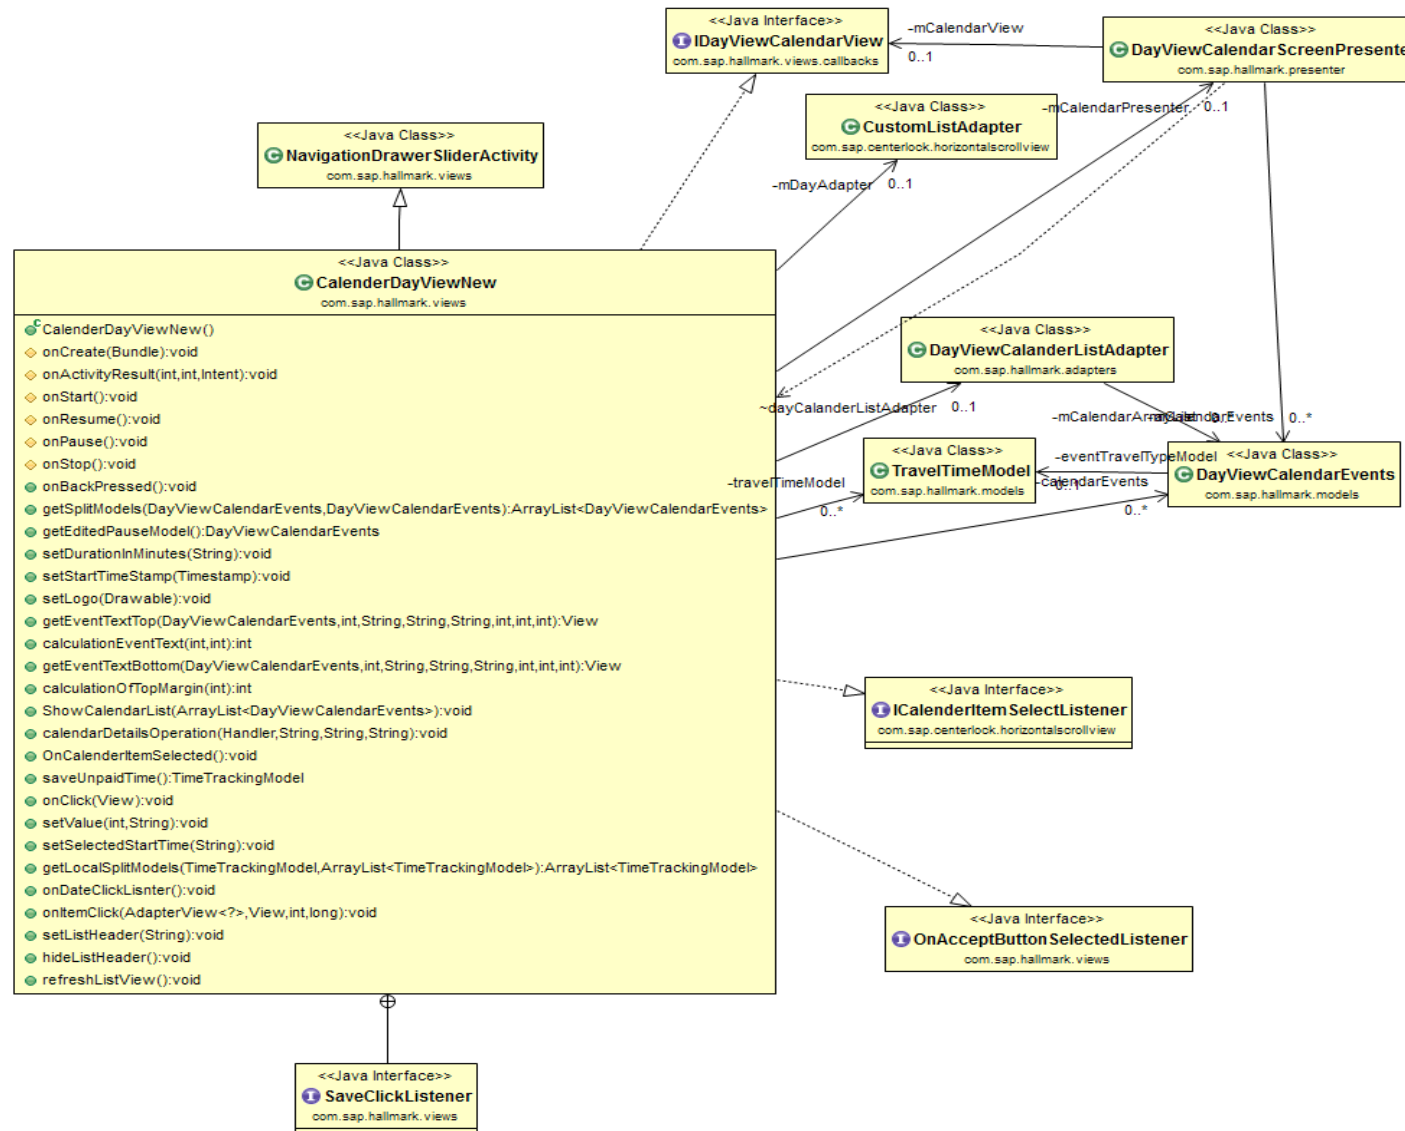 <<Java Interface>>
IDayViewCalendarView
com.sap.hallmark.views.callbacks
-mCalendarView
0..1
<<Java Class>>
DayViewCalendarScreenPresente
com.sap.hallmark.presenter
<<Java Class>>
CustomListAdapter
com.sap.centerlock.horizontalscrollview
-mCalendarPresenter
0..1
-mDayAdapter
0..1
<<Java Class>>
NavigationDrawerSliderActivity
com.sap.hallmark.views
<<Java Class>>
CalenderDayViewNew
com.sap.hallmark.views
CalenderDayViewNew()
onCreate(Bundle):void
onActivityResult(int,int,Intent):void
onStart():void
onResume():void
onPause():void
onStop():void
onBackPressed():void
getSplitModels(DayViewCalendarEvents,DayViewCalendarEvents):ArrayList<DayViewCalendarEvents>
getEditedPauseModel():DayViewCalendarEvents
setDurationInMinutes(String):void
setStartTimeStamp(Timestamp):void
setLogo(Drawable):void
getEventTextTop(DayViewCalendarEvents,int,String,String,String,int,int,int):View
calculationEventText(int,int):int
getEventTextBottom(DayViewCalendarEvents,int,String,String,String,int,int,int):View
calculationOfTopMargin(int):int
ShowCalendarList(ArrayList<DayViewCalendarEvents>):void
calendarDetailsOperation(Handler,String,String,String):void
OnCalenderItemSelected():void
saveUnpaidTime():TimeTrackingModel
onClick(View):void
setValue(int,String):void
setSelectedStartTime(String):void
getLocalSplitModels(TimeTrackingModel,ArrayList<TimeTrackingModel>):ArrayList<TimeTrackingModel>
onDateClickLisnter():void
onItemClick(AdapterView<?>,View,int,long):void
setListHeader(String):void
hideListHeader():void
refreshListView():void
<<Java Class>>
DayViewCalanderListAdapter
com.sap.hallmark.adapters
~dayCalanderListAdapter
0..1
0..*
<<Java Class>>
TravelTimeModel
com.sap.hallmark.models
-eventTravelTypeModel
0..1
-travelTimeModel
0..*
-calendarEvents
0..*
<<Java Class>>
DayViewCalendarEvents
com.sap.hallmark.models
<<Java Interface>>
ICalenderItemSelectListener
com.sap.centerlock.horizontalscrollview
<<Java Interface>>
OnAcceptButtonSelectedListener
com.sap.hallmark.views
<<Java Interface>>
SaveClickListener
com.sap.hallmark.views